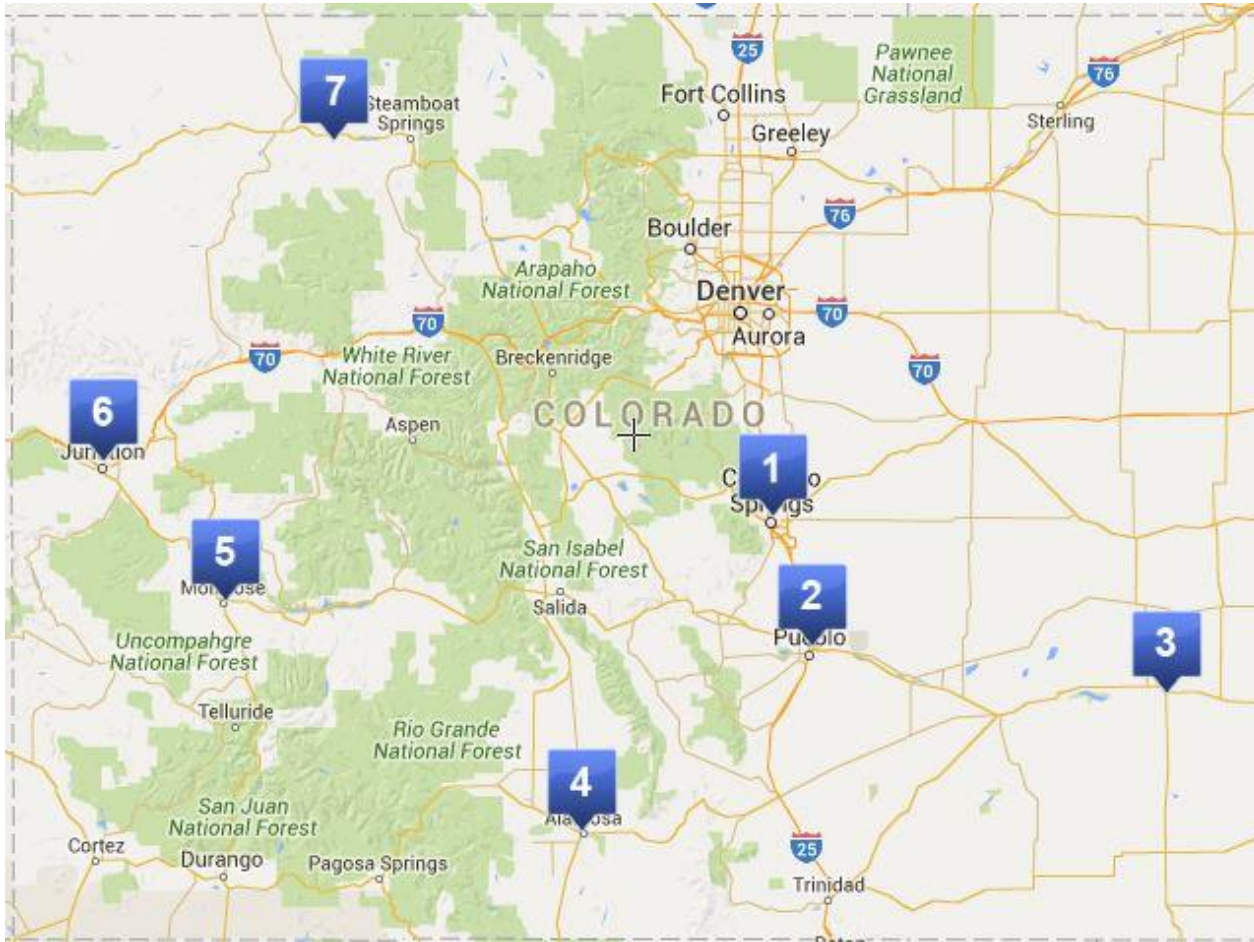 25
Pawnee
National
Grassland
76
7
Steamboat
Springs
Fort Collins
Greeley
Sterling
76
Boulder
Arapaho
National Forest
Denver
70
Aurora
70
70
White River
National Forest
Breckenridge
70
COLORADO
Aspen
6
1
Springs
5
San Isabel
National Forest
Salida
2
Pueblo
3
Uncompahgre
National Forest
Telluride
Rio Grande
National Forest
4
San Juan
National Forest
Cortez
Durango
Pagosa Springs
25
Trinidad